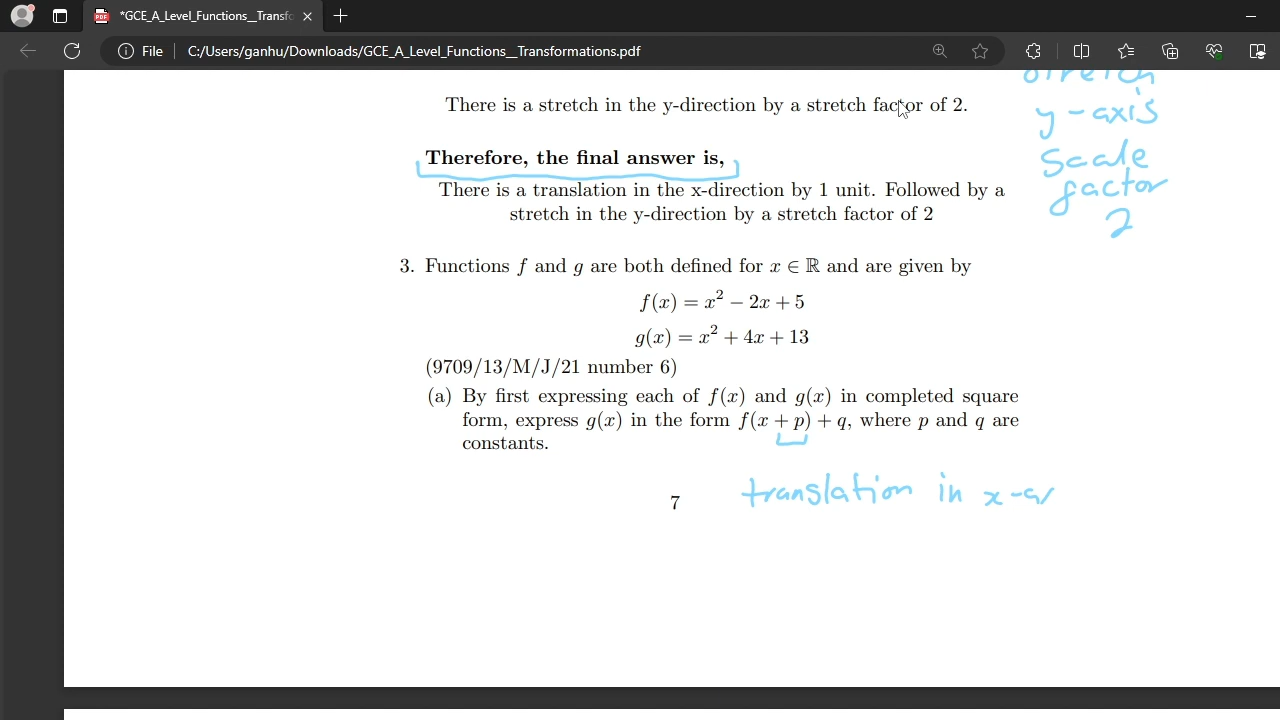 *GCE_A_Level_Functions__Transfo
File
C:/Users/ganhu/Downloads/GCE_A_Level_Functions__Transformations.pdf
stretch
There is a stretch in the y-direction by a stretch factor of 2.
y-axis
Therefore, the final answer is,
scale
There is a translation in the x-direction by 1 unit. Followed by a
factor
stretch in the y-direction by a stretch factor of 2
2
3. Functions f and g are both defined for x ∈ ℝ and are given by
f(x) = x² − 2x + 5
g(x) = x² + 4x + 13
(9709/13/M/J/21 number 6)
(a) By first expressing each of f(x) and g(x) in completed square
form, express g(x) in the form f(x + p) + q, where p and q are
constants.
translation in x-a
7